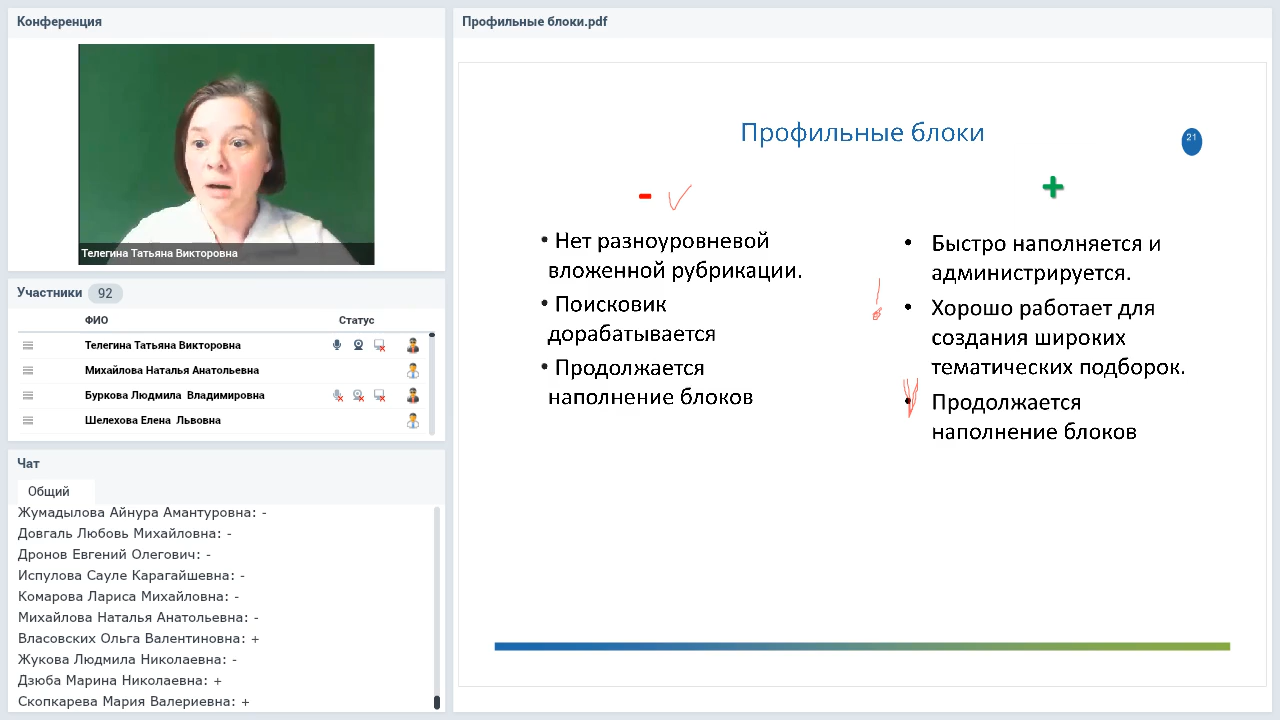 Конференция
Телегина Татьяна Викторовна
Участники 92
ФИО Статус
Телегина Татьяна Викторовна
Михайлова Наталья Анатольевна
Буркова Людмила Владимировна
Шелехова Елена Львовна
Чат
Общий
Жумадылова Айнура Амантуровна: -
Довгаль Любовь Михайловна: -
Дронов Евгений Олегович: -
Испулова Сауле Карагайшевна: -
Комарова Лариса Михайловна: -
Михайлова Наталья Анатольевна: -
Власовских Ольга Валентиновна: +
Жукова Людмила Николаевна: -
Дзюба Марина Николаевна: +
Скопкарева Мария Валериевна: +
Профильные блоки.pdf
Профильные блоки
21
-
• Нет разноуровневой
вложенной рубрикации.
• Поисковик
дорабатывается
• Продолжается
наполнение блоков
+
• Быстро наполняется и
администрируется.
• Хорошо работает для
создания широких
тематических подборок.
• Продолжается
наполнение блоков